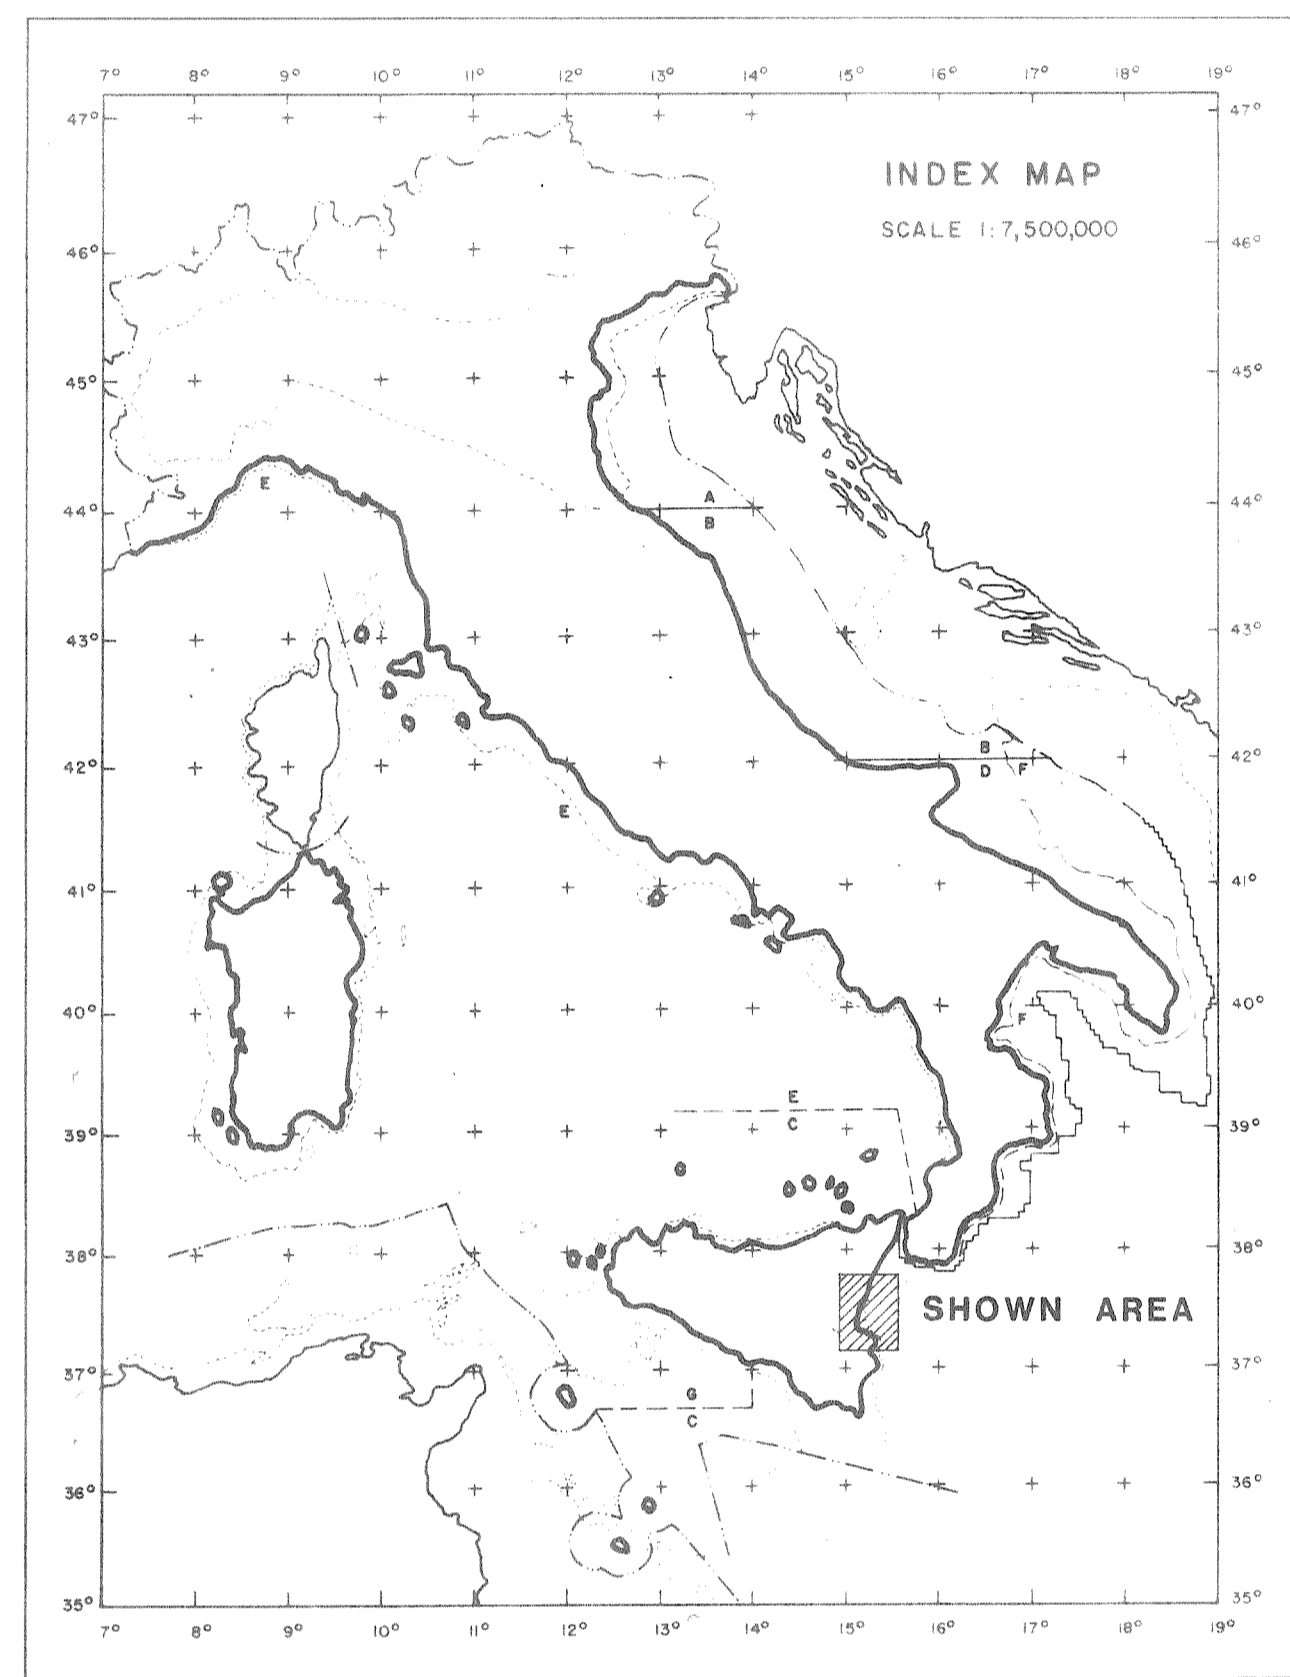 7° 8° 9° 10° 11° 12° 13° 14° 15° 16° 17° 18° 19°
47° 47°
INDEX MAP
SCALE 1:7,500,000
46° 46°
45° 45°
E
A
44° 44°
B
43° 43°
B
42° 42°
D F
E
41° 41°
40° 40°
F
E
39° C 39°
38° 38°
SHOWN AREA
37° 37°
G
C
36° 36°
35° 35°
7° 8° 9° 10° 11° 12° 13° 14° 15° 16° 17° 18° 19°